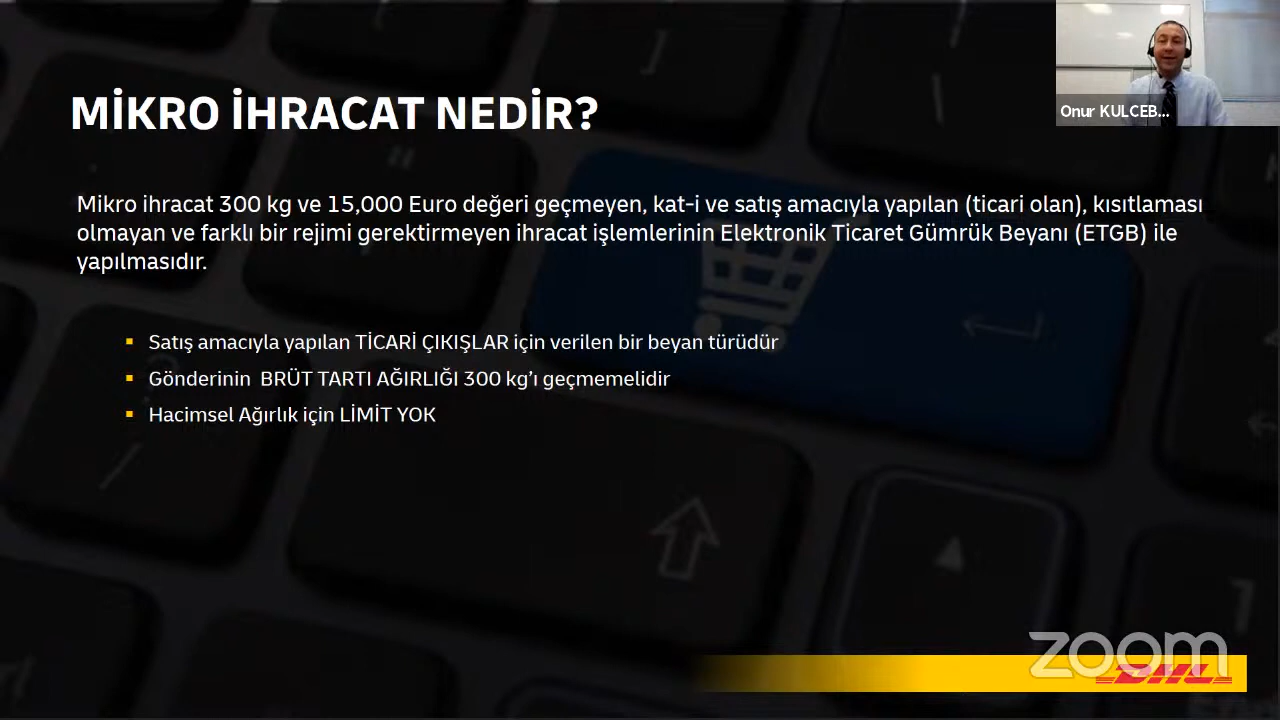 MİKRO İHRACAT NEDİR?
Onur KULCEB...
Mikro ihracat 300 kg ve 15,000 Euro değeri geçmeyen, kat-i ve satış amacıyla yapılan (ticari olan), kısıtlaması
olmayan ve farklı bir rejimi gerektirmeyen ihracat işlemlerinin Elektronik Ticaret Gümrük Beyanı (ETGB) ile
yapılmasıdır.
▪ Satış amacıyla yapılan TİCARİ ÇIKIŞLAR için verilen bir beyan türüdür
▪ Gönderinin BRÜT TARTI AĞIRLIĞI 300 kg'ı geçmemelidir
▪ Hacimsel Ağırlık için LİMİT YOK
zoom
DHL